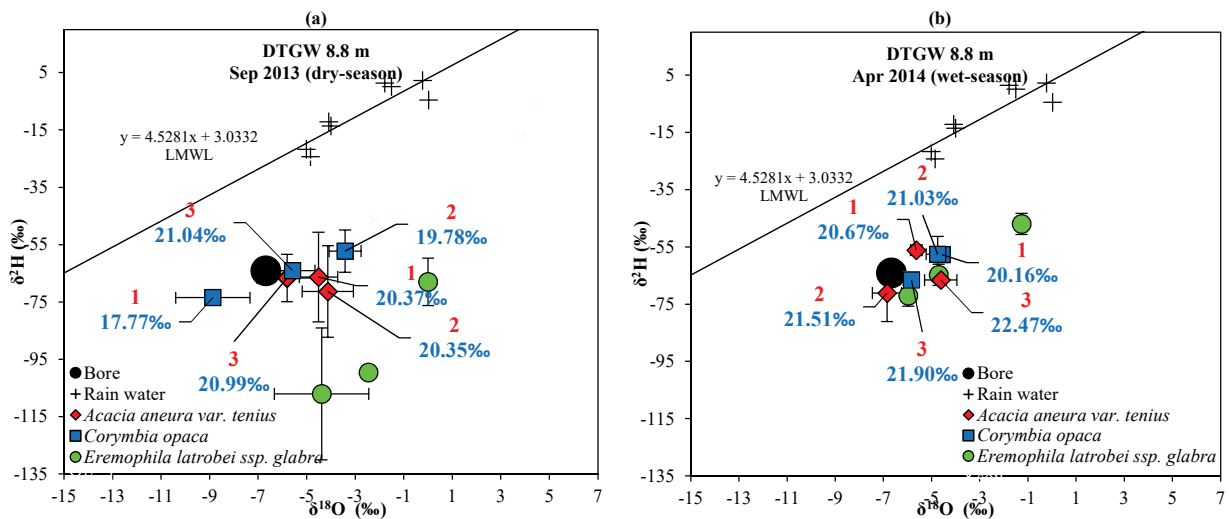 (a)
DTGW 8.8 m
Sep 2013 (dry-season)
5
-15
-35
-55
-75
-95
-115
-135
δ²H (‰)
y = 4.5281x + 3.0332
LMWL
3
21.04‰
2
19.78‰
1
17.77‰
1
20.37‰
2
20.35‰
3
20.99‰
Bore
Rain water
Acacia aneura var. tenius
Corymbia opaca
Eremophila latrobei ssp. glabra
-15 -13 -11 -9 -7 -5 -3 -1 1 3 5 7
δ¹⁸O (‰)
(b)
DTGW 8.8 m
Apr 2014 (wet-season)
5
-15
-35
-55
-75
-95
-115
-135
δ²H (‰)
y = 4.5281x + 3.0332
LMWL
2
21.03‰
1
20.67‰
1
20.16‰
2
21.51‰
3
22.47‰
3
21.90‰
Bore
Rain water
Acacia aneura var. tenius
Corymbia opaca
Eremophila latrobei ssp. glabra
-15 -13 -11 -9 -7 -5 -3 -1 1 3 5 7
δ¹⁸O (‰)